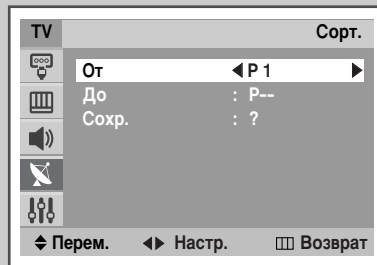 TV Сорт.
От ◀ P 1 ▶
До : P--
Сохр. : ?
Перем. Настр. Возврат